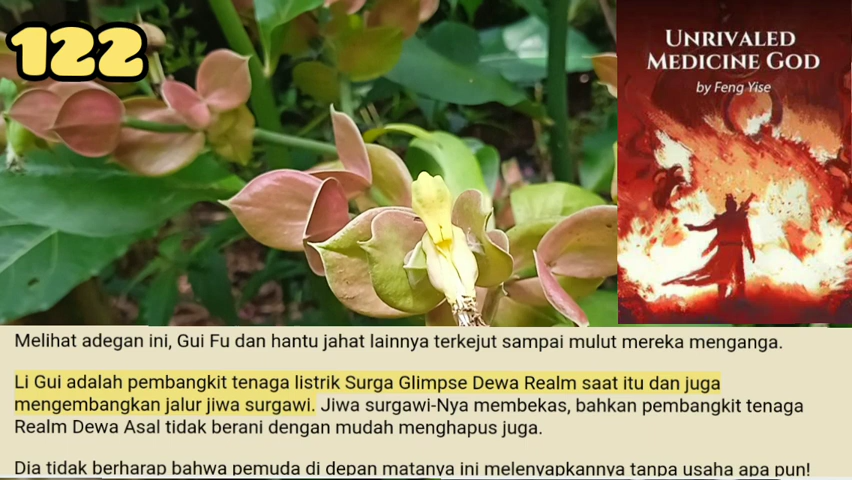 122
UNRIVALED
MEDICINE GOD
by Feng Yise
Melihat adegan ini, Gui Fu dan hantu jahat lainnya terkejut sampai mulut mereka menganga.
Li Gui adalah pembangkit tenaga listrik Surga Glimpse Dewa Realm saat itu dan juga
mengembangkan jalur jiwa surgawi. Jiwa surgawi-Nya membekas, bahkan pembangkit tenaga
Realm Dewa Asal tidak berani dengan mudah menghapus juga.
Dia tidak berharap bahwa pemuda di depan matanya ini melenyapkannya tanpa usaha apa pun!